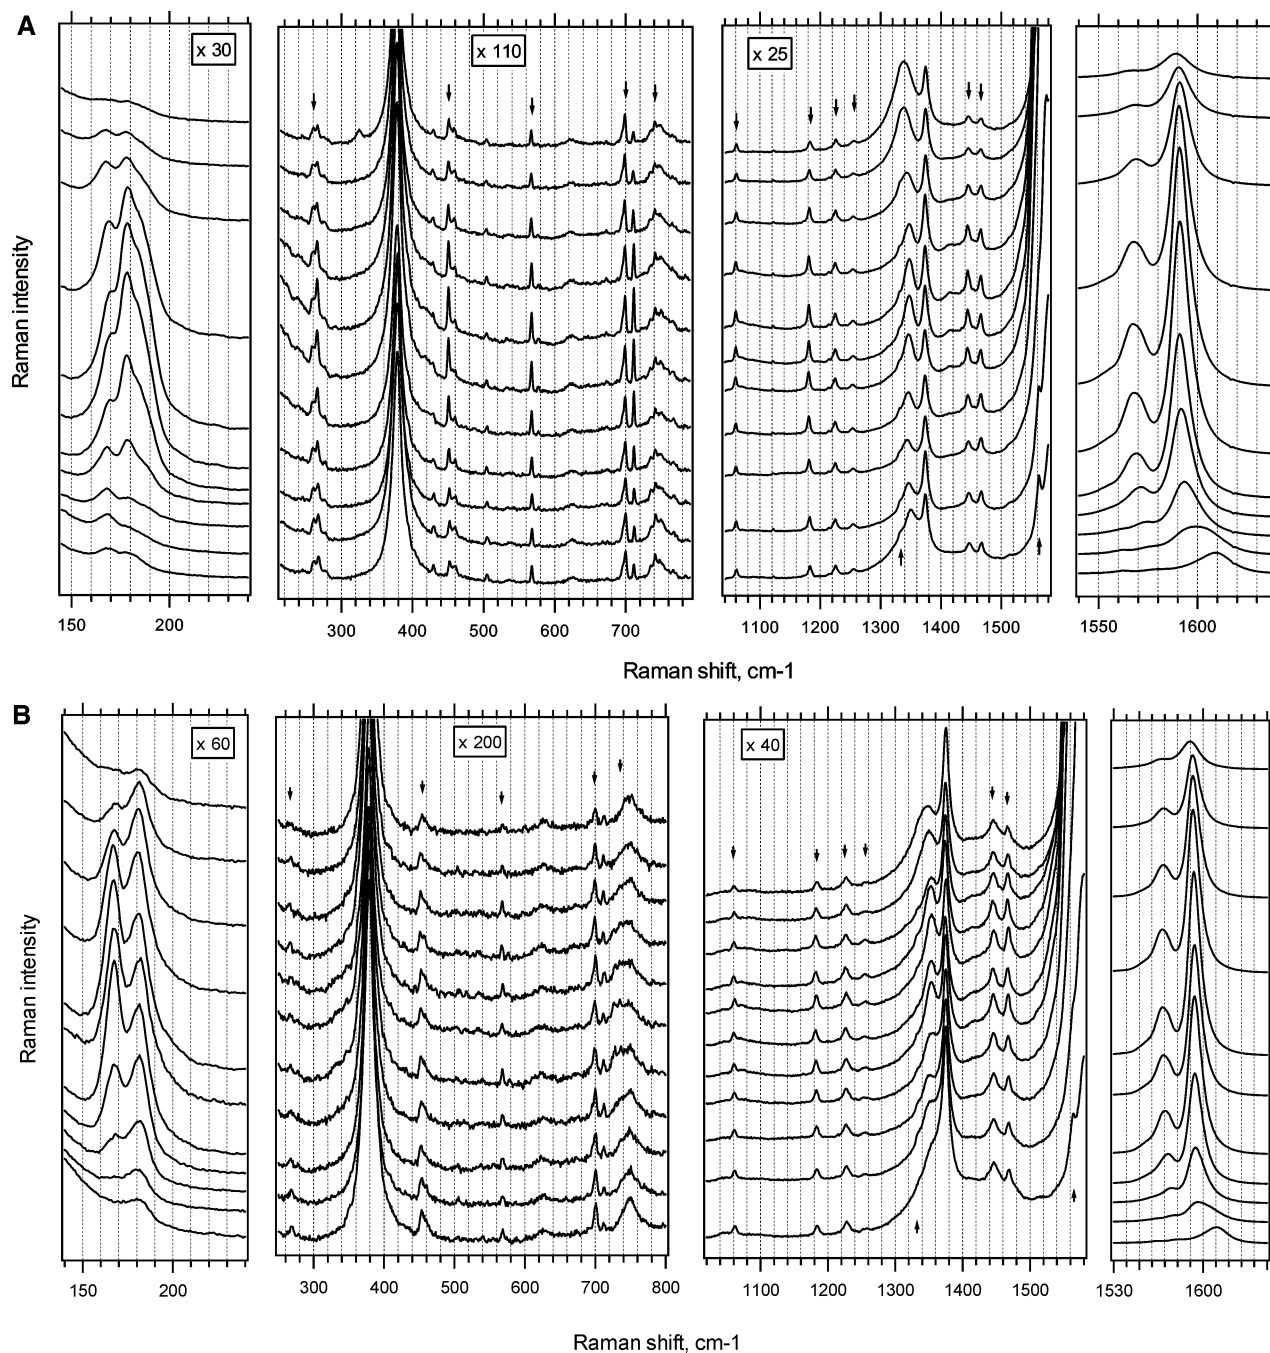 A
x 30
x 110
x 25
Raman intensity
150 200
300 400 500 600 700
1100 1200 1300 1400 1500
1550 1600
Raman shift, cm-1
B
x 60
x 200
x 40
Raman intensity
150 200
300 400 500 600 700 800
1100 1200 1300 1400 1500
1530 1600
Raman shift, cm-1